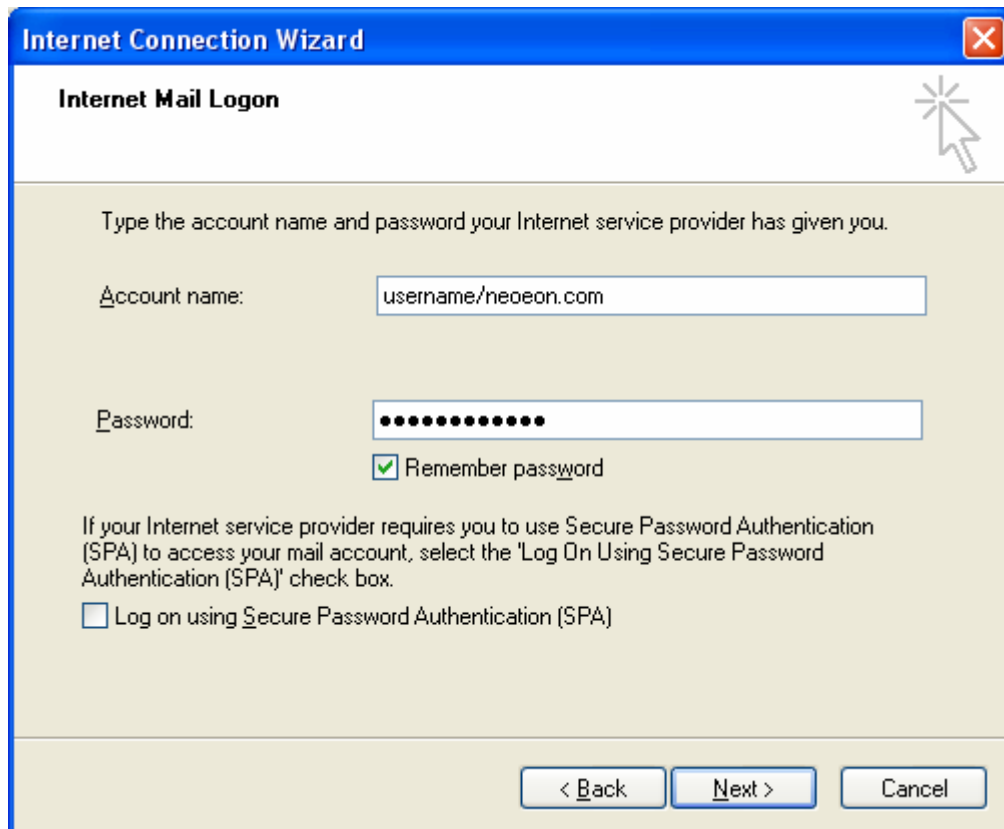 Internet Connection Wizard
Internet Mail Logon
Type the account name and password your Internet service provider has given you.
Account name: username/neoeon.com
Password: ●●●●●●●●●●●●
Remember password
If your Internet service provider requires you to use Secure Password Authentication
(SPA) to access your mail account, select the 'Log On Using Secure Password
Authentication (SPA)' check box.
Log on using Secure Password Authentication (SPA)
< Back Next > Cancel